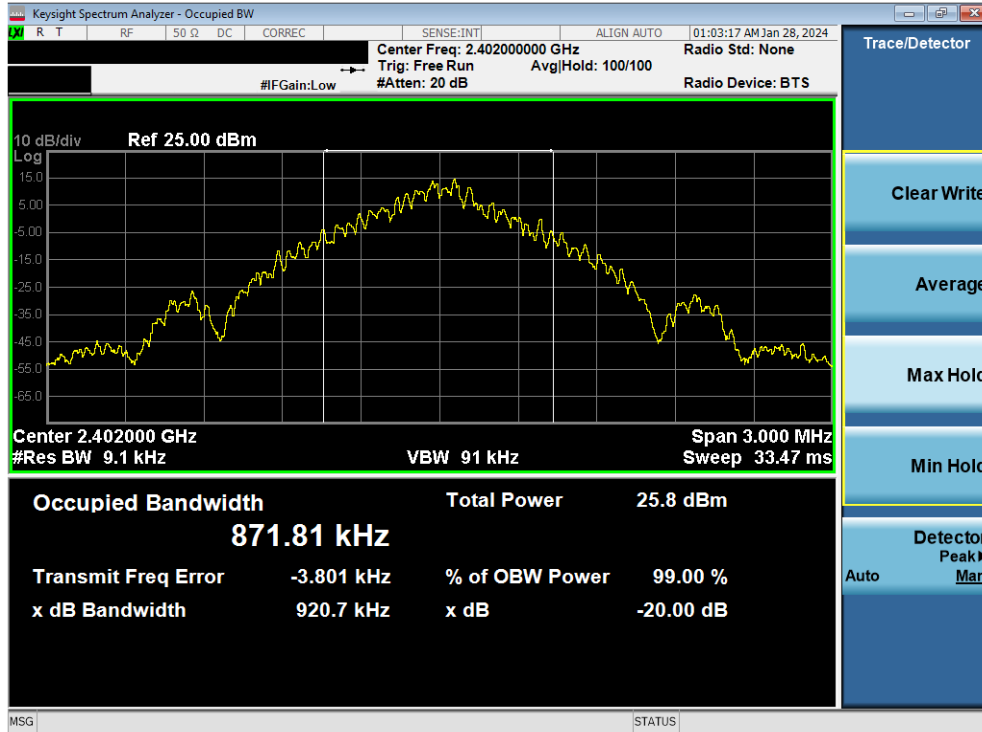 Keysight Spectrum Analyzer - Occupied BW
LXI R T RF 50 Ω DC CORREC SENSE:INT ALIGN AUTO 01:03:17 AM Jan 28, 2024
Center Freq: 2.402000000 GHz Radio Std: None
Trig: Free Run Avg|Hold: 100/100
#IFGain:Low #Atten: 20 dB Radio Device: BTS
10 dB/div Ref 25.00 dBm
Log
15.0
5.00
-5.00
-15.0
-25.0
-35.0
-45.0
-55.0
-65.0
Center 2.402000 GHz Span 3.000 MHz
#Res BW 9.1 kHz VBW 91 kHz Sweep 33.47 ms
Occupied Bandwidth Total Power 25.8 dBm
871.81 kHz
Transmit Freq Error -3.801 kHz % of OBW Power 99.00 %
x dB Bandwidth 920.7 kHz x dB -20.00 dB
MSG STATUS
Trace/Detector
Clear Write
Average
Max Hold
Min Hold
Detector
Peak
Auto Man